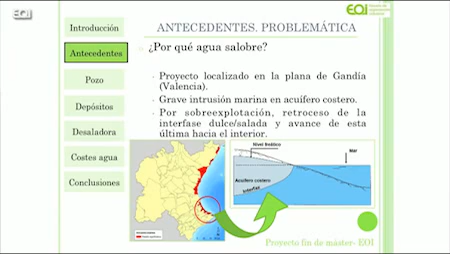 EOI
EOI
Introducción
Antecedentes
Pozo
Depósitos
Desaladora
Costes agua
Conclusiones
ANTECEDENTES. PROBLEMÁTICA
¿Por qué agua salobre?
Proyecto localizado en la plana de Gandía
(Valencia).
Grave intrusión marina en acuífero costero.
Por sobreexplotación, retroceso de la
interfase dulce/salada y avance de esta
última hacia el interior.
Nivel freático
Mar
Acuífero costero
Interfaz
Proyecto fin de máster- EOI